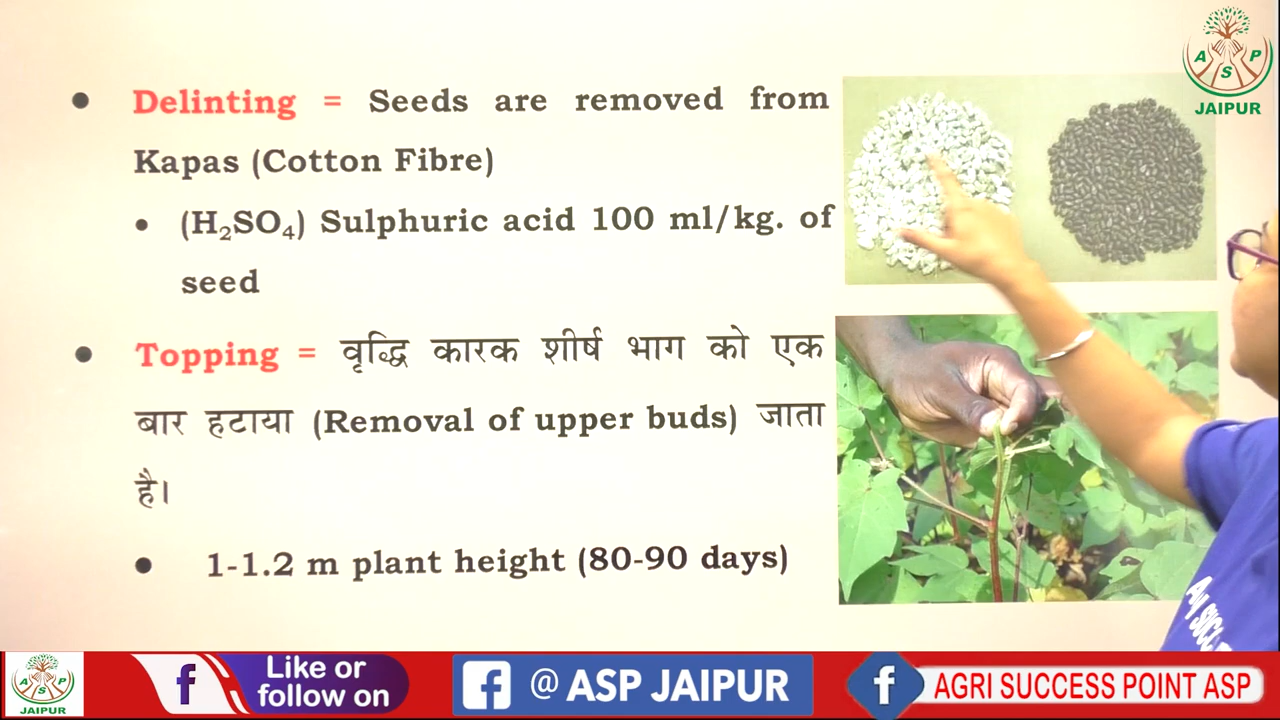 A S P
JAIPUR
• Delinting = Seeds are removed from
Kapas (Cotton Fibre)
• (H₂SO₄) Sulphuric acid 100 ml/kg. of
seed
• Topping = वृद्धि कारक शीर्ष भाग को एक
बार हटाया (Removal of upper buds) जाता
है।
• 1-1.2 m plant height (80-90 days)
A S P
JAIPUR
f
Like or
follow on
f @ ASP JAIPUR
f
AGRI SUCCESS POINT ASP